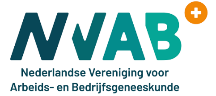 NVAB
Nederlandse Vereniging voor
Arbeids- en Bedrijfsgeneeskunde